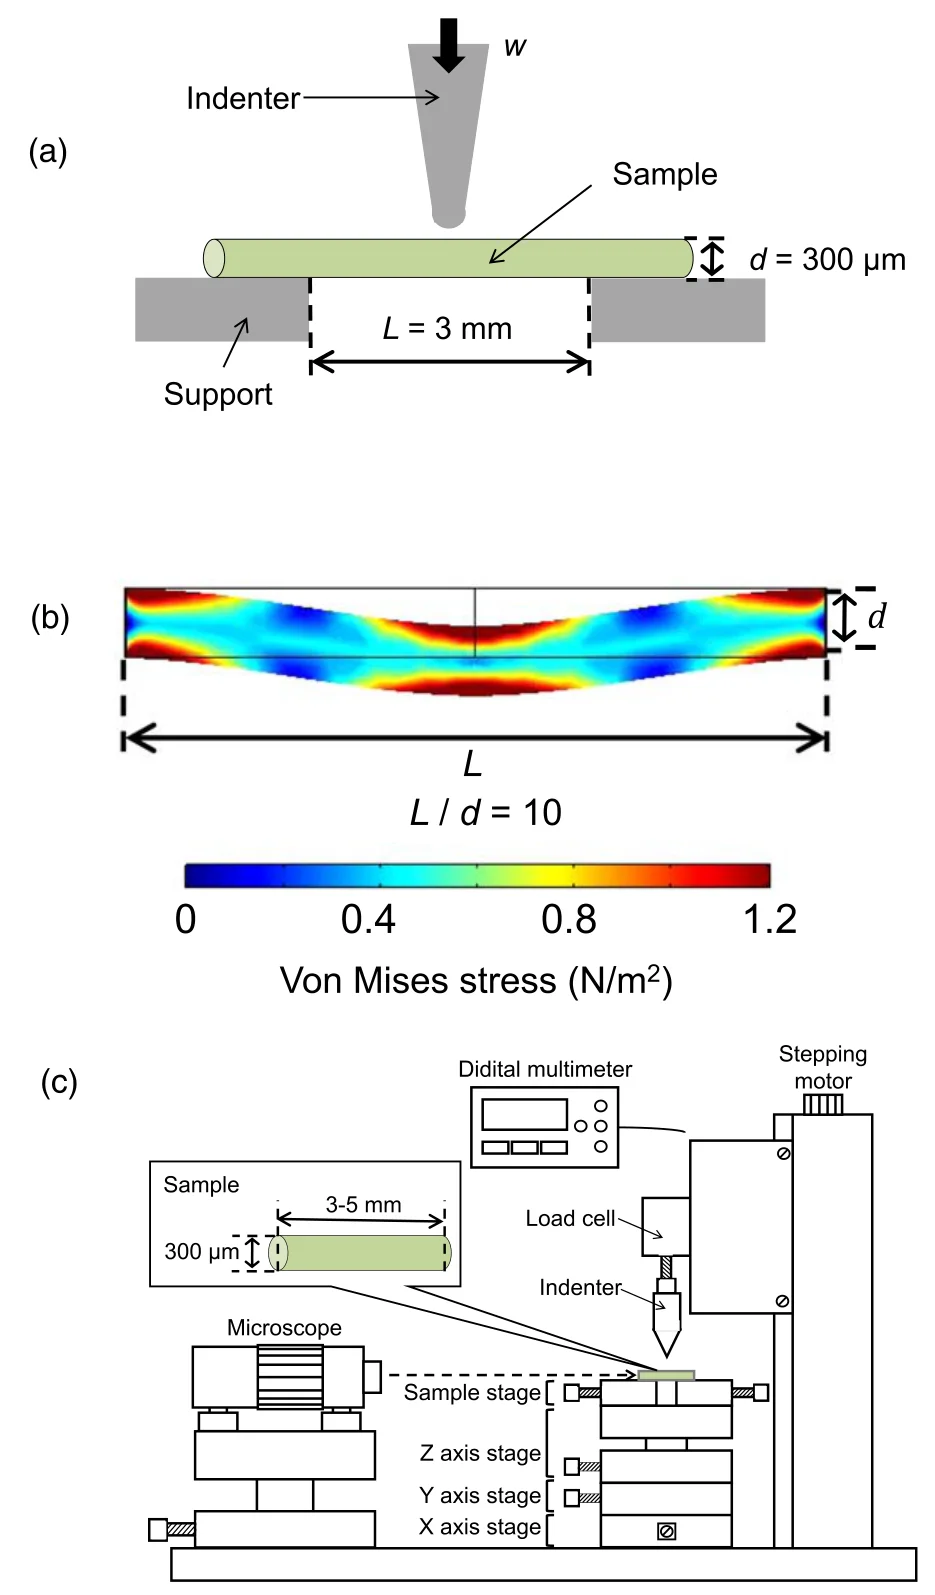 (a)
w
Indenter
Sample
d = 300 μm
L = 3 mm
Support
(b)
d
L
L / d = 10
0 0.4 0.8 1.2
Von Mises stress (N/m²)
(c)
Stepping
motor
Didital multimeter
Sample
3-5 mm
300 μm
Load cell
Indenter
Microscope
Sample stage
Z axis stage
Y axis stage
X axis stage